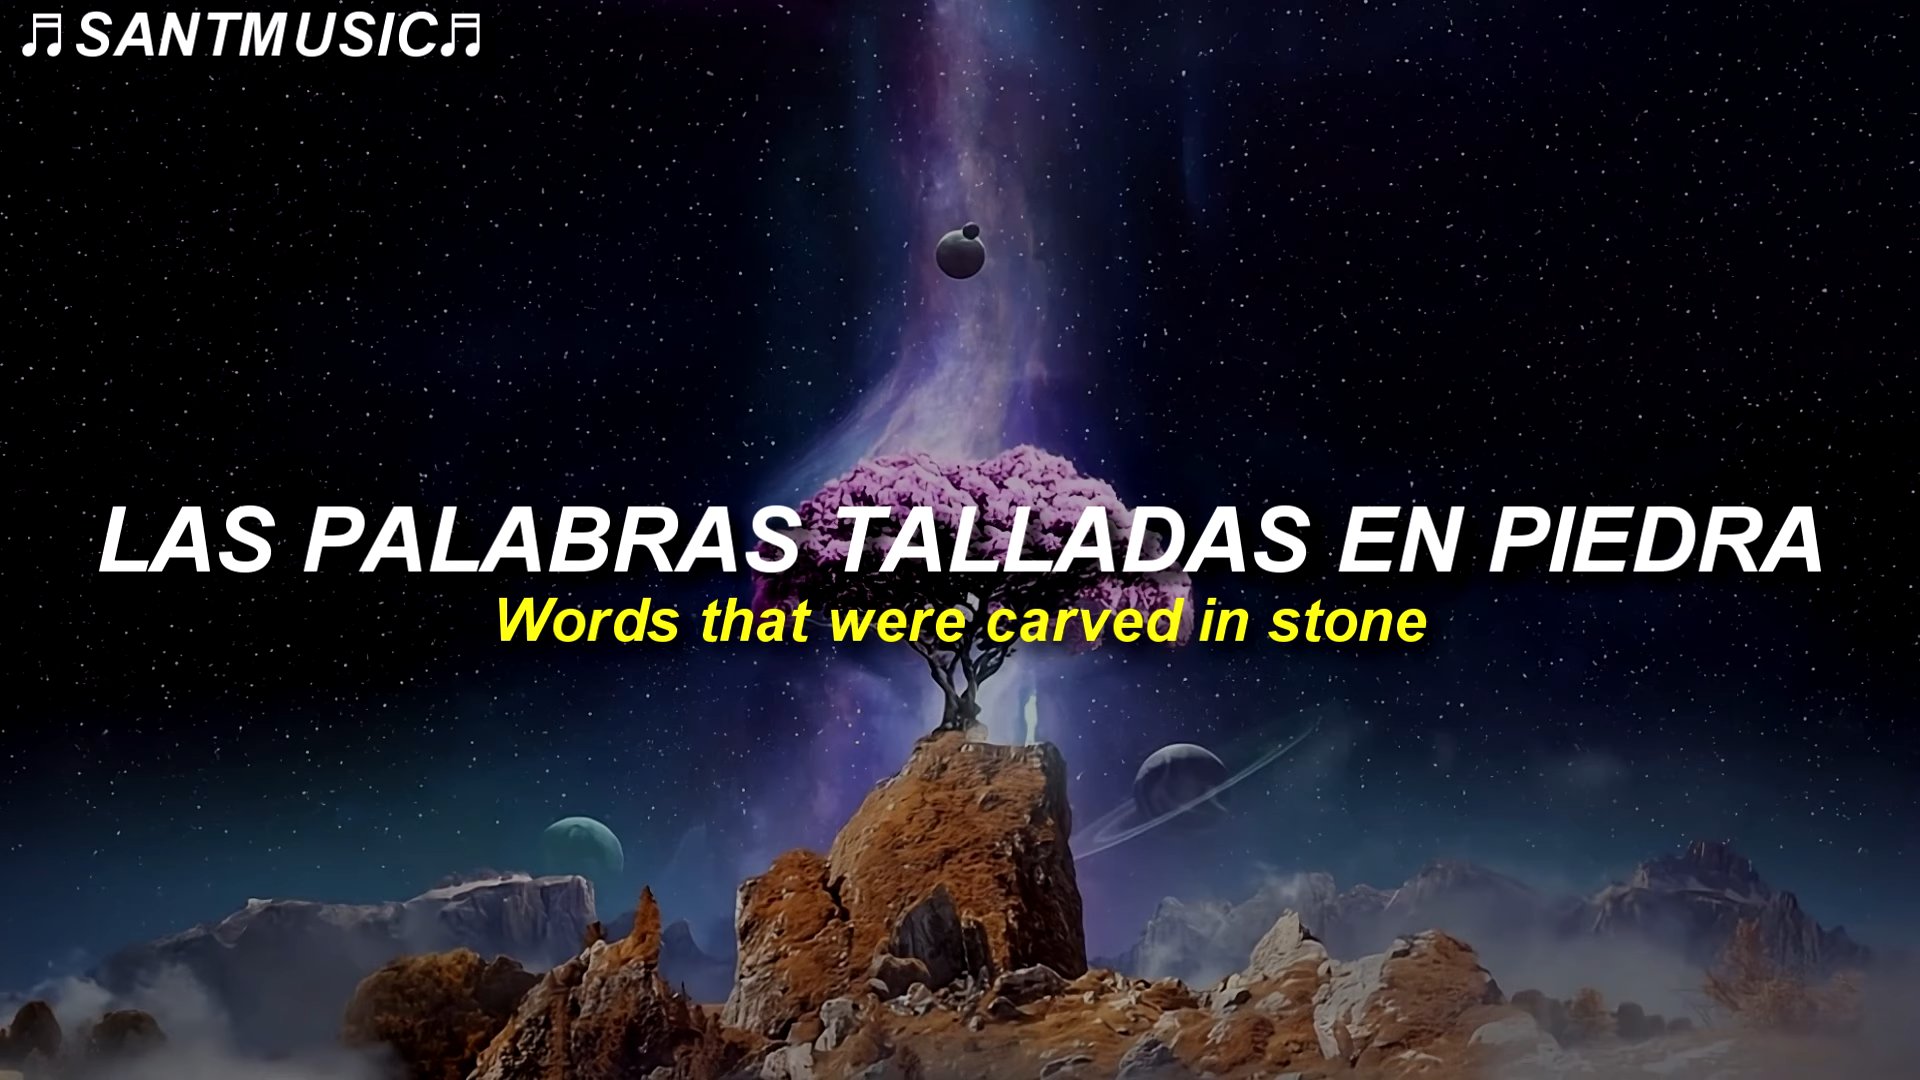 ♬SANTMUSIC♬
LAS PALABRAS TALLADAS EN PIEDRA
Words that were carved in stone